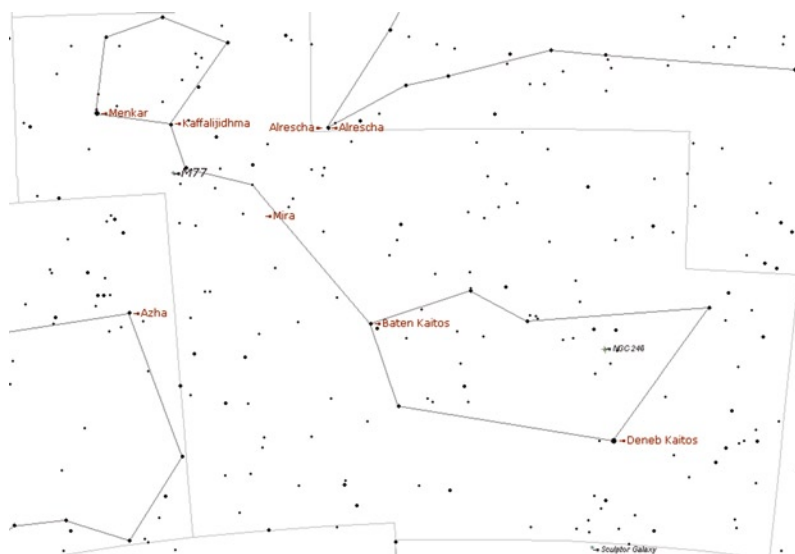 Menkar
Kaffalijidhma
Alrescha
Alrescha
M77
Mira
Azha
Baten Kaitos
NGC 246
Deneb Kaitos
Sculptor Galaxy